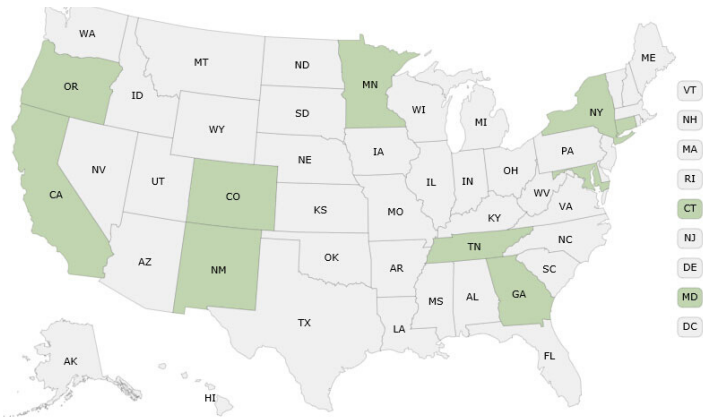 WA
ME
MT
ND
OR
MN
VT
ID
WI
NY
SD
NH
MI
WY
MA
IA
PA
NE
OH
NV
IL
IN
RI
UT
CO
WV
CA
VA
CT
KS
MO
KY
NC
NJ
TN
OK
AZ
NM
AR
SC
DE
MS
AL
GA
MD
TX
LA
DC
FL
AK
HI